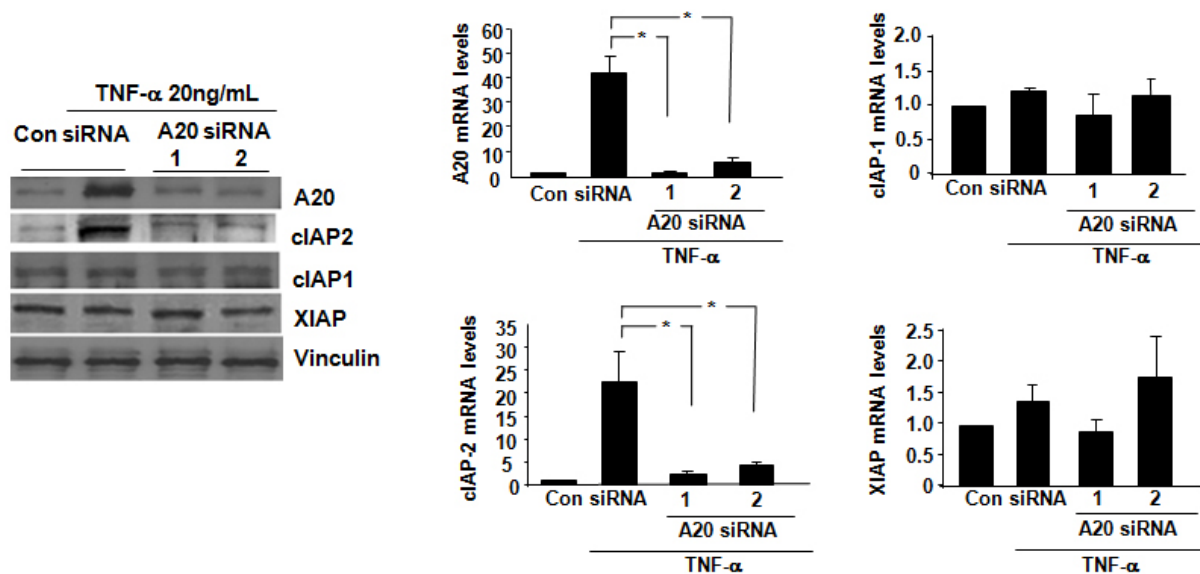 TNF-α 20ng/mL
Con siRNA A20 siRNA
1 2
A20
cIAP2
cIAP1
XIAP
Vinculin
A20 mRNA levels
60
50
40
30
20
10
0
* *
Con siRNA 1 2
A20 siRNA
TNF-α
cIAP-1 mRNA levels
2.0
1.5
1.0
0.5
0
Con siRNA 1 2
A20 siRNA
TNF-α
cIAP-2 mRNA levels
35
30
25
20
15
10
5
0
* *
Con siRNA 1 2
A20 siRNA
TNF-α
XIAP mRNA levels
2.5
2.0
1.5
1.0
0.5
0
Con siRNA 1 2
A20 siRNA
TNF-α